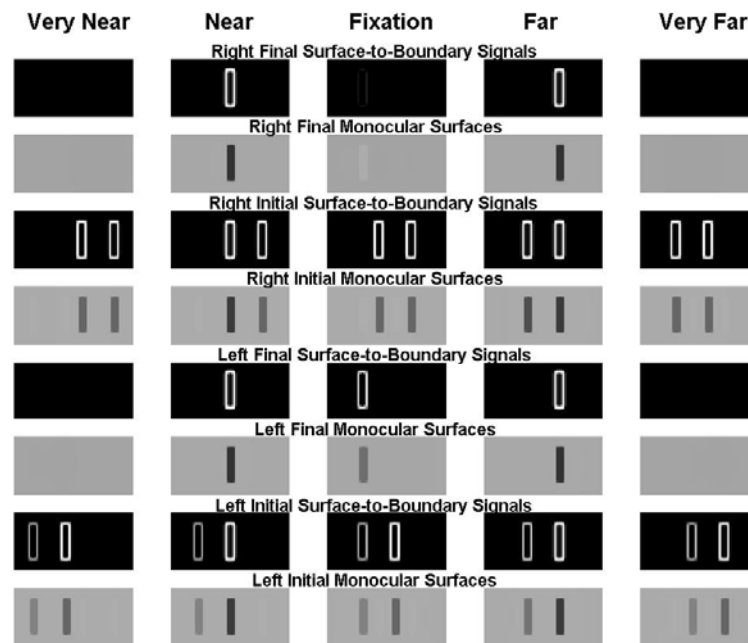 Very Near Near Fixation Far Very Far
Right Final Surface-to-Boundary Signals
Right Final Monocular Surfaces
Right Initial Surface-to-Boundary Signals
Right Initial Monocular Surfaces
Left Final Surface-to-Boundary Signals
Left Final Monocular Surfaces
Left Initial Surface-to-Boundary Signals
Left Initial Monocular Surfaces